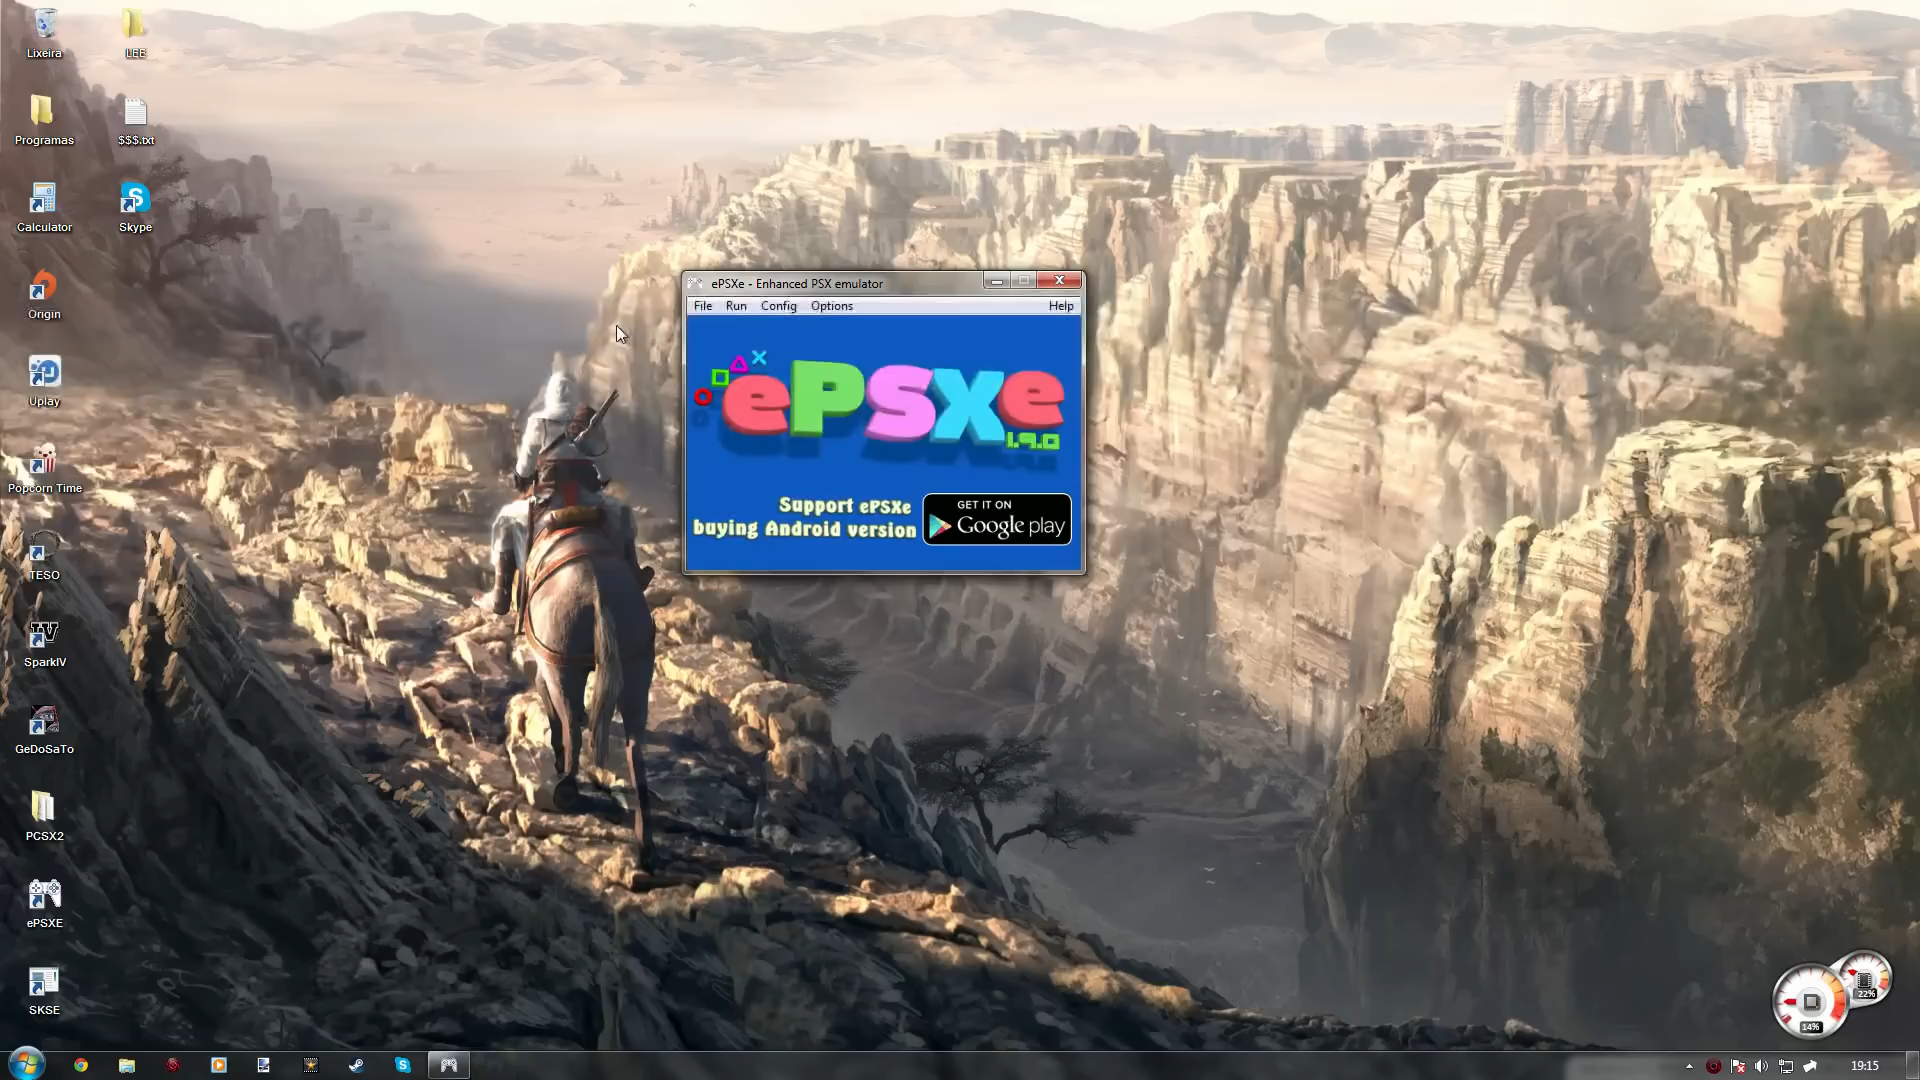 Lixeira
LEE
Programas
$$$.txt
Calculator
Skype
Origin
Uplay
Popcorn Time
TESO
SparkIV
GeDoSaTo
PCSX2
ePSXE
SKSE
ePSXe - Enhanced PSX emulator
File Run Config Options Help
ePSXe
1.9.0
Support ePSXe
buying Android version
GET IT ON
Google play
22%
14%
19:15